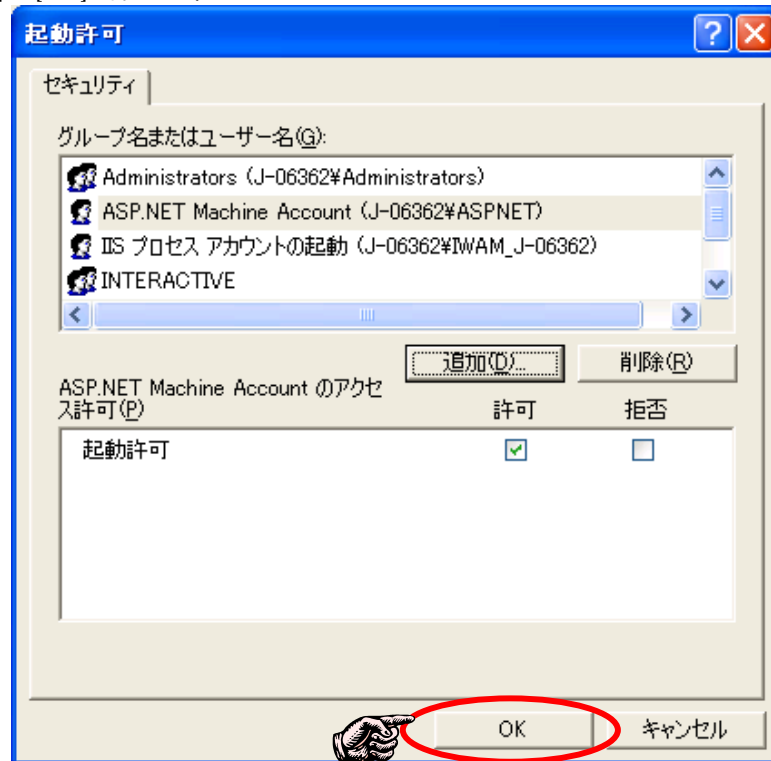 起動許可
セキュリティ
グループ名またはユーザー名(G):
Administrators (J-06362¥Administrators)
ASP.NET Machine Account (J-06362¥ASPNET)
IIS プロセス アカウントの起動 (J-06362¥IWAM_J-06362)
INTERACTIVE
追加(D)... 削除(R)
ASP.NET Machine Account のアクセ
ス許可(P) 許可 拒否
起動許可
OK キャンセル